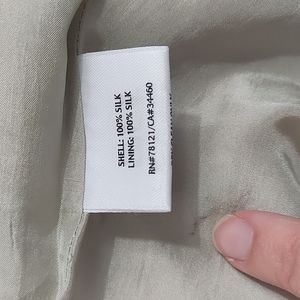 SHELL: 100% SILK
LINING: 100% SILK
RN#78121/CA#34460